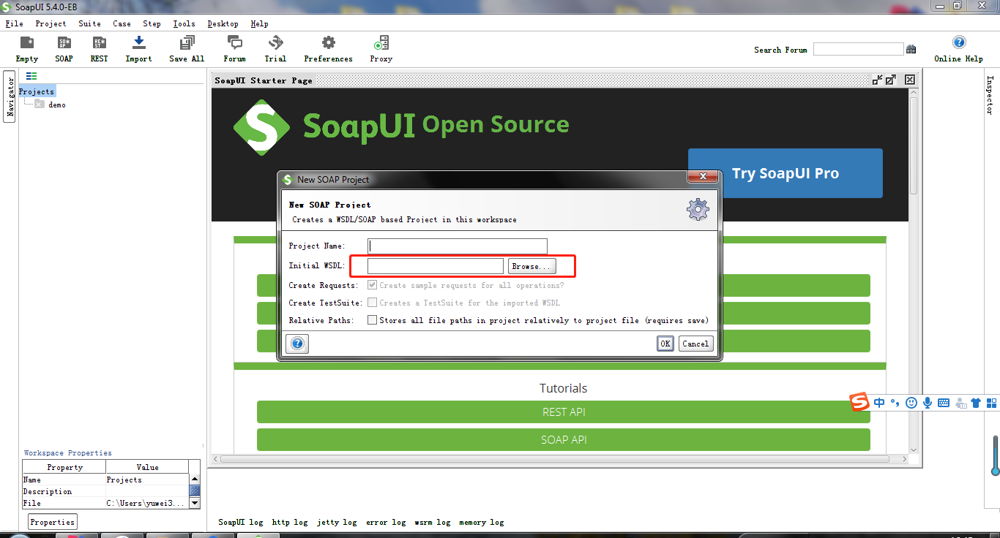 SoapUI 5.4.0-EB
File Project Suite Case Step Tools Desktop Help
Empty SOAP REST Import Save All Forum Trial Preferences Proxy Search Forum Online Help
Navigator
Projects
demo
SoapUI Starter Page
Inspector
SoapUI Open Source
Try SoapUI Pro
New SOAP Project
New SOAP Project
Creates a WSDL/SOAP based Project in this workspace
Project Name:
Initial WSDL: Browse...
Create Requests: Create sample requests for all operations?
Create TestSuite: Creates a TestSuite for the imported WSDL
Relative Paths: Stores all file paths in project relatively to project file (requires save)
OK Cancel
Tutorials
REST API
SOAP API
中
Workspace Properties
Property Value
Name Projects
Description
File C:\Users\yuwei3...
Properties
SoapUI log http log jetty log error log wsrm log memory log